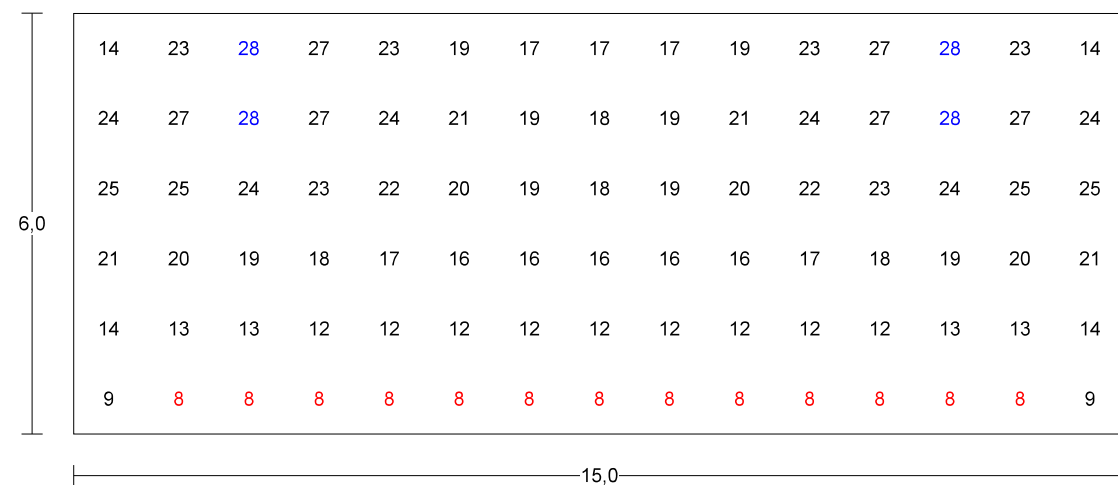 14 23 28 27 23 19 17 17 17 19 23 27 28 23 14
24 27 28 27 24 21 19 18 19 21 24 27 28 27 24
25 25 24 23 22 20 19 18 19 20 22 23 24 25 25
6,0
21 20 19 18 17 16 16 16 16 16 17 18 19 20 21
14 13 13 12 12 12 12 12 12 12 12 12 13 13 14
9 8 8 8 8 8 8 8 8 8 8 8 8 8 9
15,0